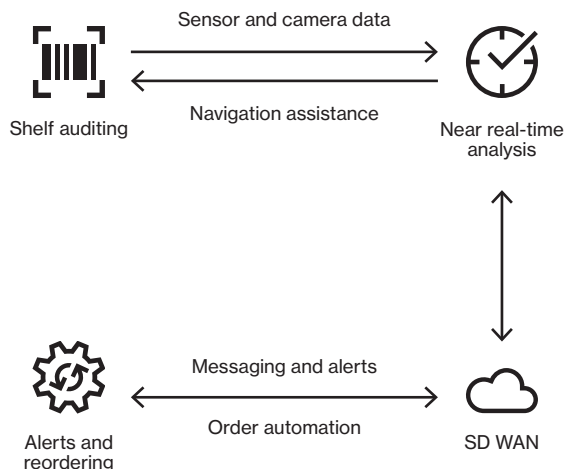 Sensor and camera data
Navigation assistance
Shelf auditing
Near real-time
analysis
Messaging and alerts
Order automation
Alerts and
reordering
SD WAN